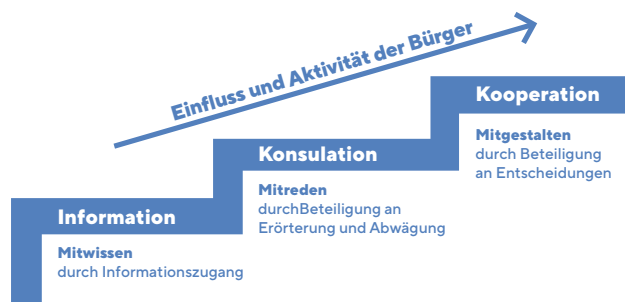 Einfluss und Aktivität der Bürger
Kooperation
Mitgestalten
durch Beteiligung
an Entscheidungen
Konsulation
Mitreden
durchBeteiligung an
Erörterung und Abwägung
Information
Mitwissen
durch Informationszugang